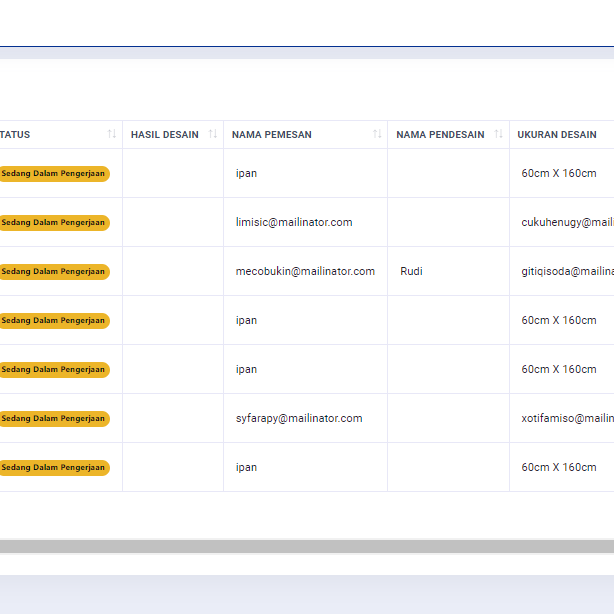 TATUS HASIL DESAIN NAMA PEMESAN NAMA PENDESAIN UKURAN DESAIN
Sedang Dalam Pengerjaan ipan 60cm X 160cm
Sedang Dalam Pengerjaan limisic@mailinator.com cukuhenugy@maili
Sedang Dalam Pengerjaan mecobukin@mailinator.com Rudi gitiqisoda@mailina
Sedang Dalam Pengerjaan ipan 60cm X 160cm
Sedang Dalam Pengerjaan ipan 60cm X 160cm
Sedang Dalam Pengerjaan syfarapy@mailinator.com xotifamiso@mailin
Sedang Dalam Pengerjaan ipan 60cm X 160cm